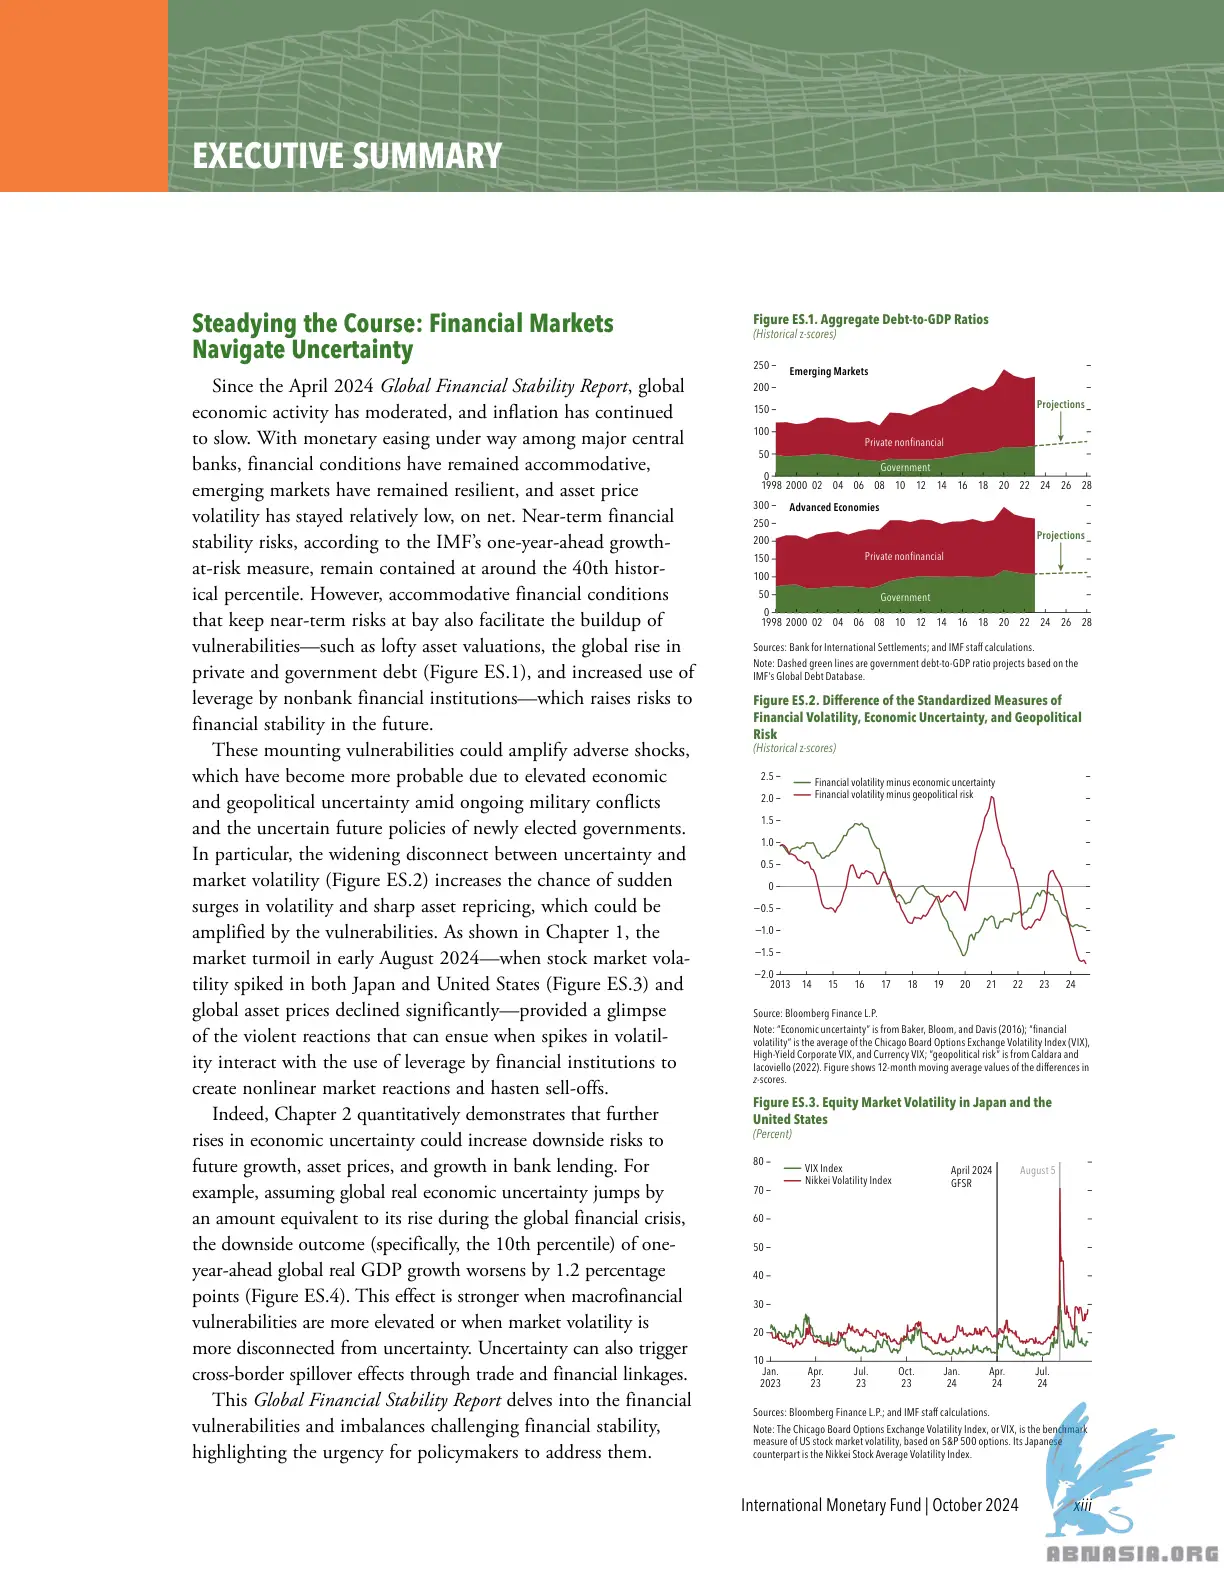 EXECUTIVE SUMMARY
Steadying the Course: Financial Markets
Navigate Uncertainty
Since the April 2024 Global Financial Stability Report, global
economic activity has moderated, and inflation has continued
to slow. With monetary easing under way among major central
banks, financial conditions have remained accommodative,
emerging markets have remained resilient, and asset price
volatility has stayed relatively low, on net. Near-term financial
stability risks, according to the IMF's one-year-ahead growth-
at-risk measure, remain contained at around the 40th histor-
ical percentile. However, accommodative financial conditions
that keep near-term risks at bay also facilitate the buildup of
vulnerabilities—such as lofty asset valuations, the global rise in
private and government debt (Figure ES.1), and increased use of
leverage by nonbank financial institutions—which raises risks to
financial stability in the future.
These mounting vulnerabilities could amplify adverse shocks,
which have become more probable due to elevated economic
and geopolitical uncertainty amid ongoing military conflicts
and the uncertain future policies of newly elected governments.
In particular, the widening disconnect between uncertainty and
market volatility (Figure ES.2) increases the chance of sudden
surges in volatility and sharp asset repricing, which could be
amplified by the vulnerabilities. As shown in Chapter 1, the
market turmoil in early August 2024—when stock market vola-
tility spiked in both Japan and United States (Figure ES.3) and
global asset prices declined significantly—provided a glimpse
of the violent reactions that can ensue when spikes in volatil-
ity interact with the use of leverage by financial institutions to
create nonlinear market reactions and hasten sell-offs.
Indeed, Chapter 2 quantitatively demonstrates that further
rises in economic uncertainty could increase downside risks to
future growth, asset prices, and growth in bank lending. For
example, assuming global real economic uncertainty jumps by
an amount equivalent to its rise during the global financial crisis,
the downside outcome (specifically, the 10th percentile) of one-
year-ahead global real GDP growth worsens by 1.2 percentage
points (Figure ES.4). This effect is stronger when macrofinancial
vulnerabilities are more elevated or when market volatility is
more disconnected from uncertainty. Uncertainty can also trigger
cross-border spillover effects through trade and financial linkages.
This Global Financial Stability Report delves into the financial
vulnerabilities and imbalances challenging financial stability,
highlighting the urgency for policymakers to address them.
Figure ES.1. Aggregate Debt-to-GDP Ratios
(Historical z-scores)
250
200
150
100
50
0
Emerging Markets
Projections
Private nonfinancial
Government
1998 2000 02 04 06 08 10 12 14 16 18 20 22 24 26 28
300
250
200
150
100
50
0
Advanced Economies
Projections
Private nonfinancial
Government
1998 2000 02 04 06 08 10 12 14 16 18 20 22 24 26 28
Sources: Bank for International Settlements; and IMF staff calculations.
Note: Dashed green lines are government debt-to-GDP ratio projects based on the
IMF's Global Debt Database.
Figure ES.2. Difference of the Standardized Measures of
Financial Volatility, Economic Uncertainty, and Geopolitical
Risk
(Historical z-scores)
2.5
2.0
1.5
1.0
0.5
0
–0.5
–1.0
–1.5
–2.0
Financial volatility minus economic uncertainty
Financial volatility minus geopolitical risk
2013 14 15 16 17 18 19 20 21 22 23 24
Source: Bloomberg Finance L.P.
Note: "Economic uncertainty" is from Baker, Bloom, and Davis (2016); "financial
volatility" is the average of the Chicago Board Options Exchange Volatility Index (VIX),
High-Yield Corporate VIX, and Currency VIX; "geopolitical risk" is from Caldara and
Iacoviello (2022). Figure shows 12-month moving average values of the differences in
z-scores.
Figure ES.3. Equity Market Volatility in Japan and the
United States
(Percent)
80
70
60
50
40
30
20
10
VIX Index
Nikkei Volatility Index
April 2024
GFSR
August 5
Jan. Apr. Jul. Oct. Jan. Apr. Jul.
2023 23 23 23 24 24 24
Sources: Bloomberg Finance L.P.; and IMF staff calculations.
Note: The Chicago Board Options Exchange Volatility Index, or VIX, is the benchmark
measure of US stock market volatility, based on S&P 500 options. Its Japanese
counterpart is the Nikkei Stock Average Volatility Index.
International Monetary Fund | October 2024 xiii
ABNASIA.ORG